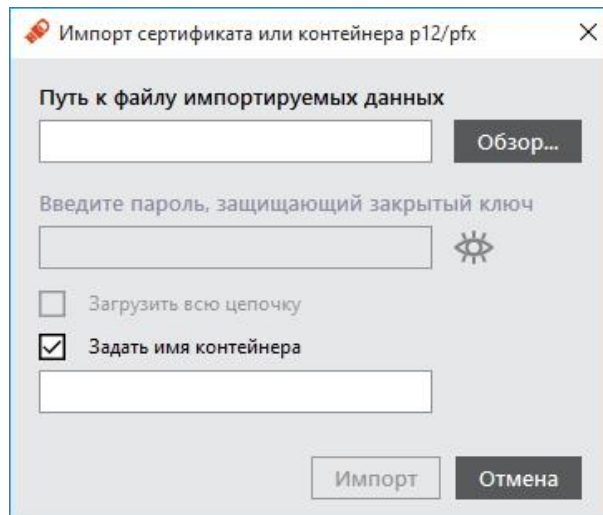 Импорт сертификата или контейнера p12/pfx
Путь к файлу импортируемых данных
Обзор...
Введите пароль, защищающий закрытый ключ
Загрузить всю цепочку
Задать имя контейнера
Импорт
Отмена